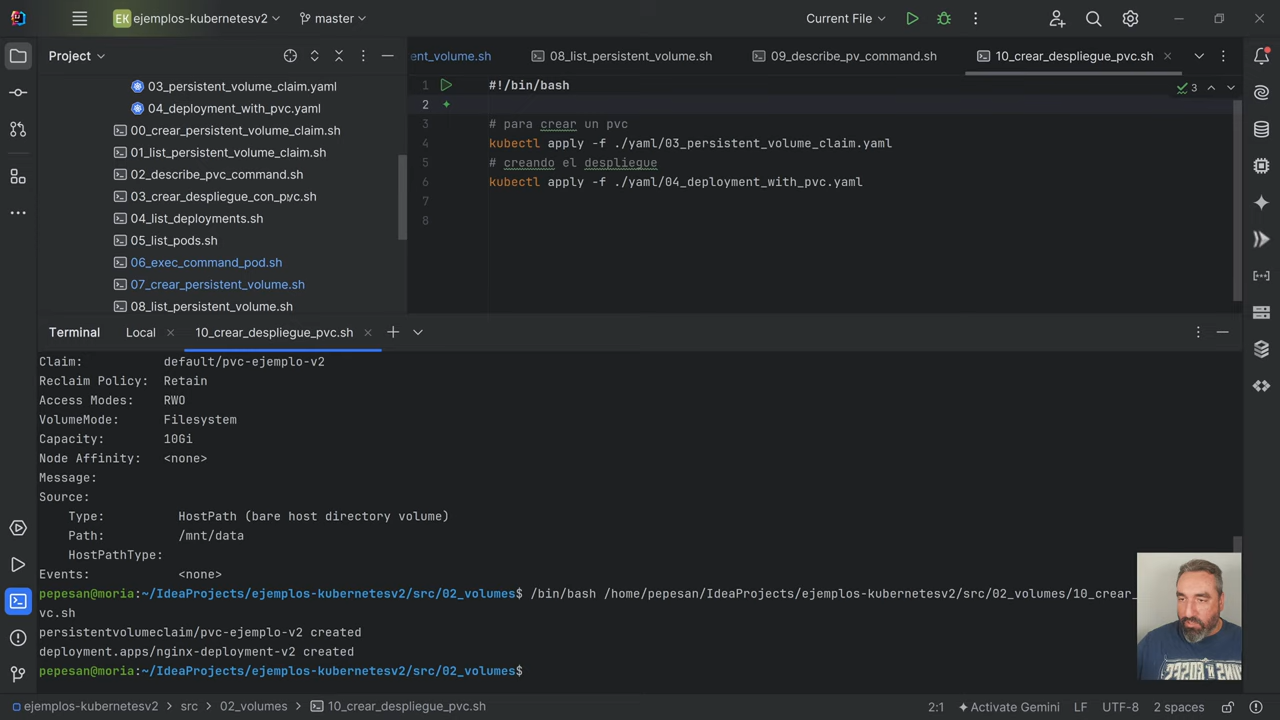 EK ejemplos-kubernetesv2
master
Current File
Project
03_persistent_volume_claim.yaml
04_deployment_with_pvc.yaml
00_crear_persistent_volume_claim.sh
01_list_persistent_volume_claim.sh
02_describe_pvc_command.sh
03_crear_despliegue_con_pvc.sh
04_list_deployments.sh
05_list_pods.sh
06_exec_command_pod.sh
07_crear_persistent_volume.sh
08_list_persistent_volume.sh
ent_volume.sh
08_list_persistent_volume.sh
09_describe_pv_command.sh
10_crear_despliegue_pvc.sh
3
1 #!/bin/bash
2
3 # para crear un pvc
4 kubectl apply -f ./yaml/03_persistent_volume_claim.yaml
5 # creando el despliegue
6 kubectl apply -f ./yaml/04_deployment_with_pvc.yaml
7
8
Terminal
Local
10_crear_despliegue_pvc.sh
Claim: default/pvc-ejemplo-v2
Reclaim Policy: Retain
Access Modes: RWO
VolumeMode: Filesystem
Capacity: 10Gi
Node Affinity: <none>
Message:
Source:
Type: HostPath (bare host directory volume)
Path: /mnt/data
HostPathType:
Events: <none>
pepesan@moria:~/IdeaProjects/ejemplos-kubernetesv2/src/02_volumes$ /bin/bash /home/pepesan/IdeaProjects/ejemplos-kubernetesv2/src/02_volumes/10_crear_
vc.sh
persistentvolumeclaim/pvc-ejemplo-v2 created
deployment.apps/nginx-deployment-v2 created
pepesan@moria:~/IdeaProjects/ejemplos-kubernetesv2/src/02_volumes$
ejemplos-kubernetesv2 > src > 02_volumes > 10_crear_despliegue_pvc.sh
2:1
Activate Gemini
LF
UTF-8
2 spaces